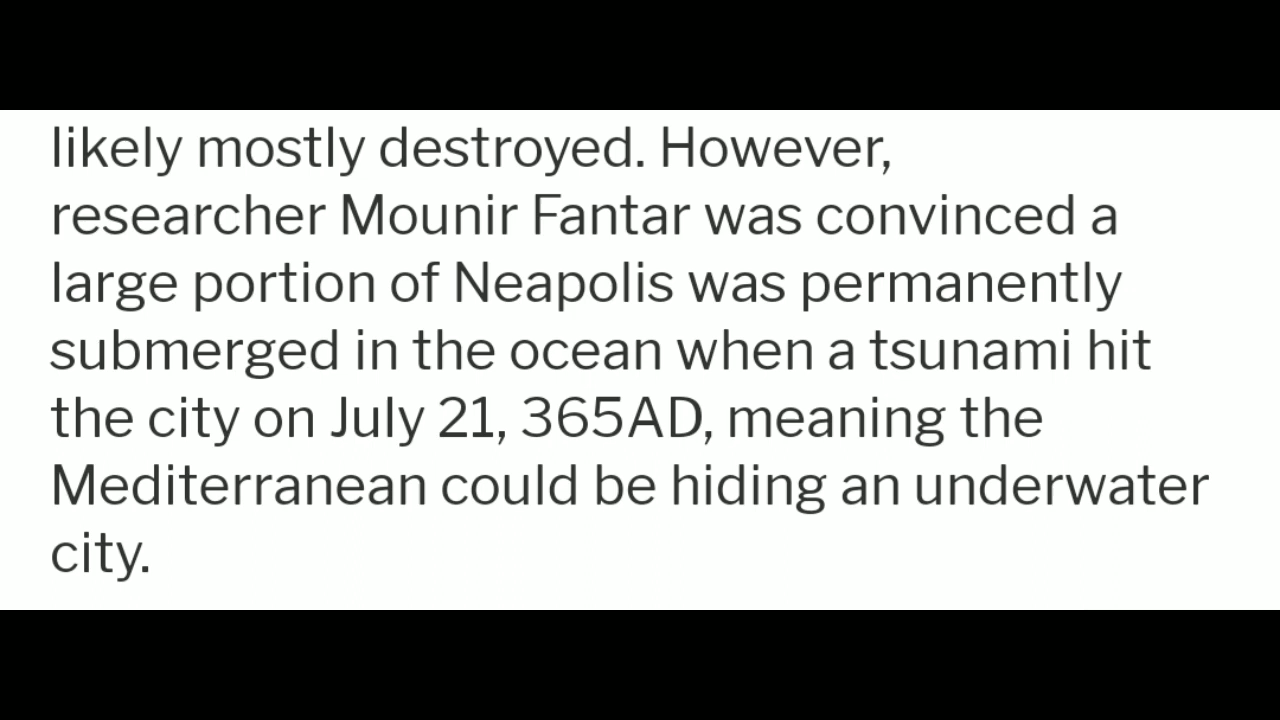 likely mostly destroyed. However,
researcher Mounir Fantar was convinced a
large portion of Neapolis was permanently
submerged in the ocean when a tsunami hit
the city on July 21, 365AD, meaning the
Mediterranean could be hiding an underwater
city.